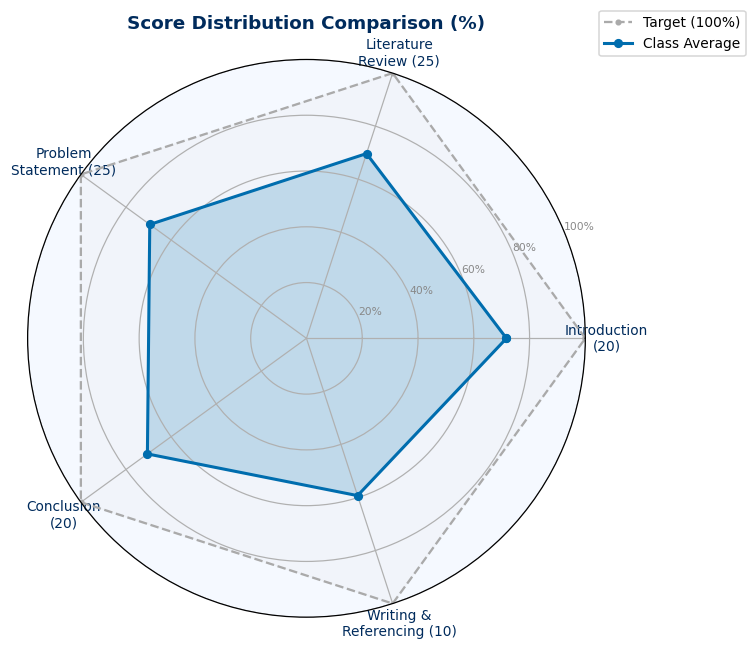 Score Distribution Comparison (%)
Target (100%)
Class Average
Literature
Review (25)
Problem
Statement (25)
100%
80%
60%
40%
20%
Introduction
(20)
Conclusion
(20)
Writing &
Referencing (10)